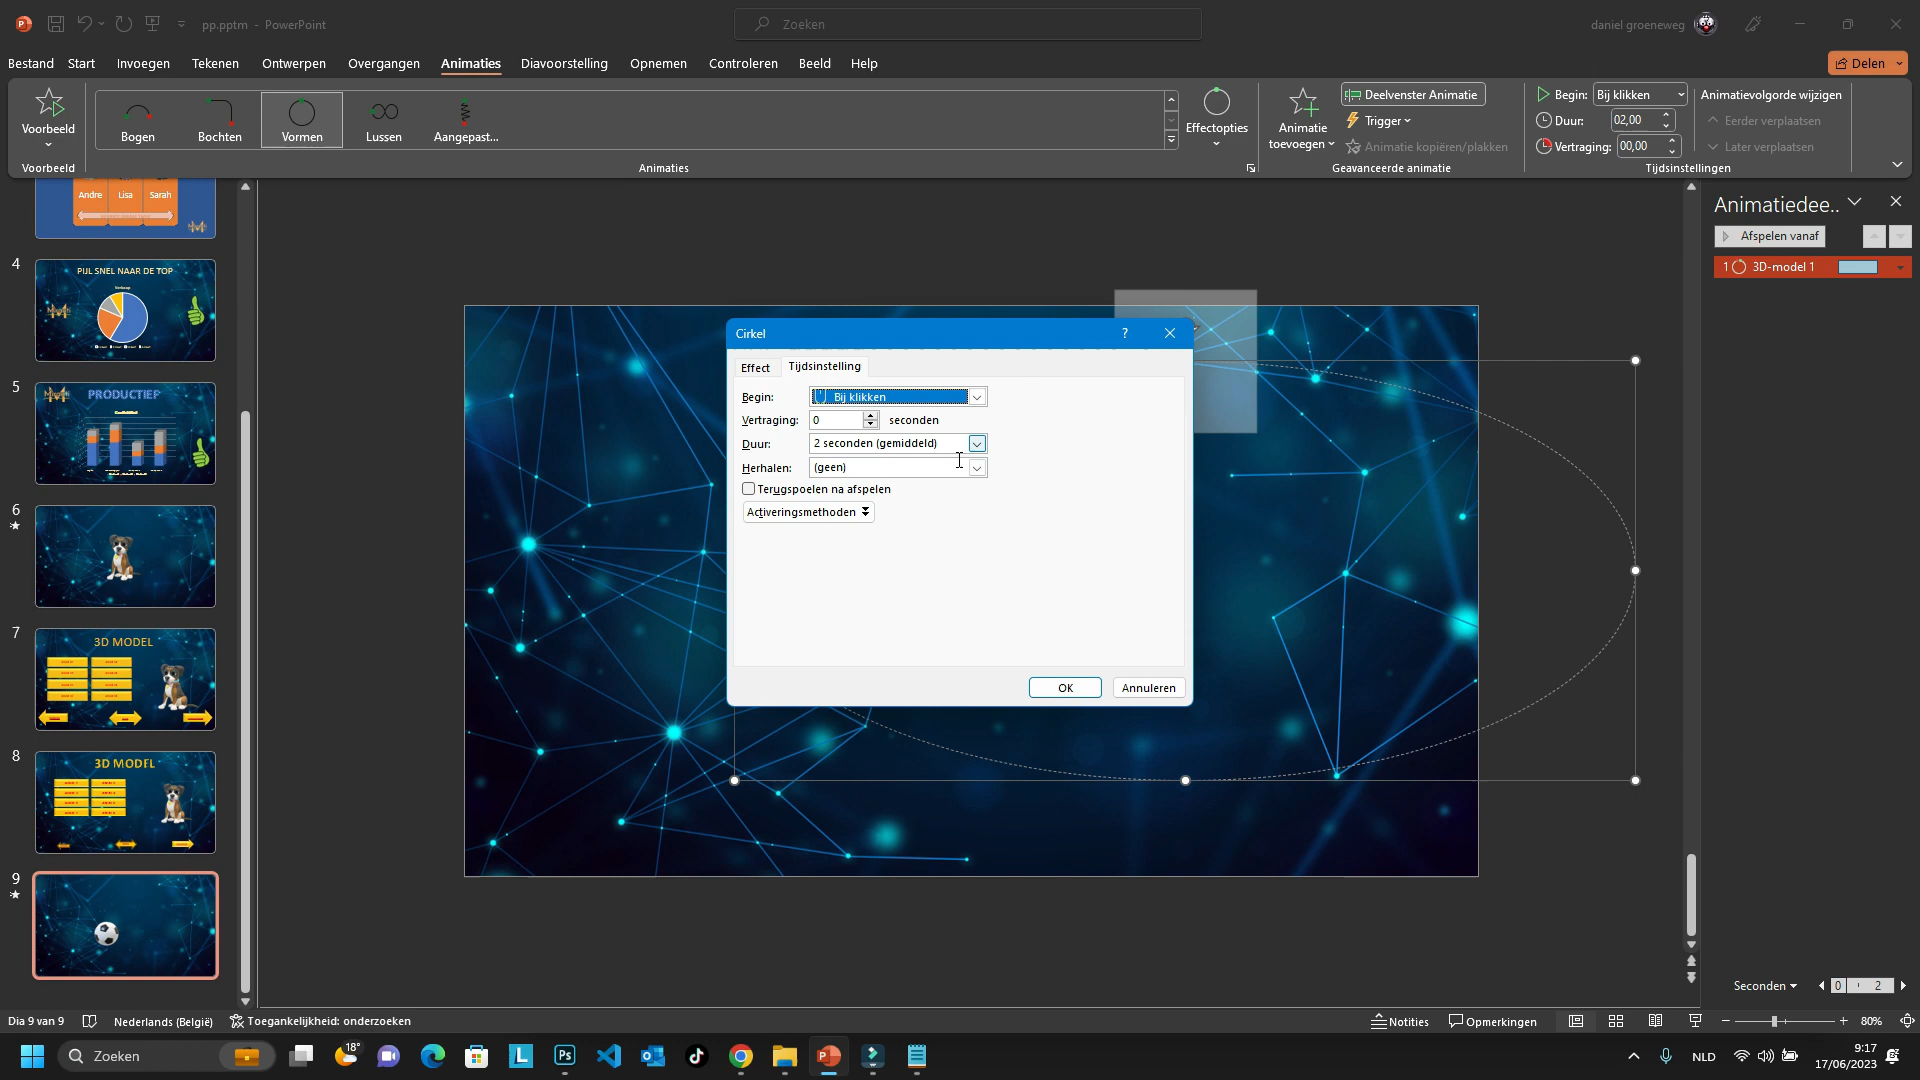 pp.pptm - PowerPoint
Zoeken
daniel groeneweg
Bestand Start Invoegen Tekenen Ontwerpen Overgangen Animaties Diavoorstelling Opnemen Controleren Beeld Help
Delen
Voorbeeld
Voorbeeld
Bogen
Bochten
Vormen
Lussen
Aangepast...
Animaties
Effectopties
Animatie
toevoegen
Deelvenster Animatie
Trigger
Animatie kopiëren/plakken
Geavanceerde animatie
Begin: Bij klikken
Duur: 02,00
Vertraging: 00,00
Animatievolgorde wijzigen
Eerder verplaatsen
Later verplaatsen
Tijdsinstellingen
Andre Lisa Sarah
4
PIJL SNEL NAAR DE TOP
5
PRODUCTIEF
6
7
3D MODEL
8
3D MODEL
9
Cirkel
?
Effect
Tijdsinstelling
Begin: Bij klikken
Vertraging: 0 seconden
Duur: 2 seconden (gemiddeld)
Herhalen: (geen)
Terugspoelen na afspelen
Activeringsmethoden
OK
Annuleren
Animatiedee..
Afspelen vanaf
1 3D-model 1
Seconden
0
2
Dia 9 van 9
Nederlands (België)
Toegankelijkheid: onderzoeken
Notities
Opmerkingen
80%
Zoeken
18°
NLD
9:17
17/06/2023